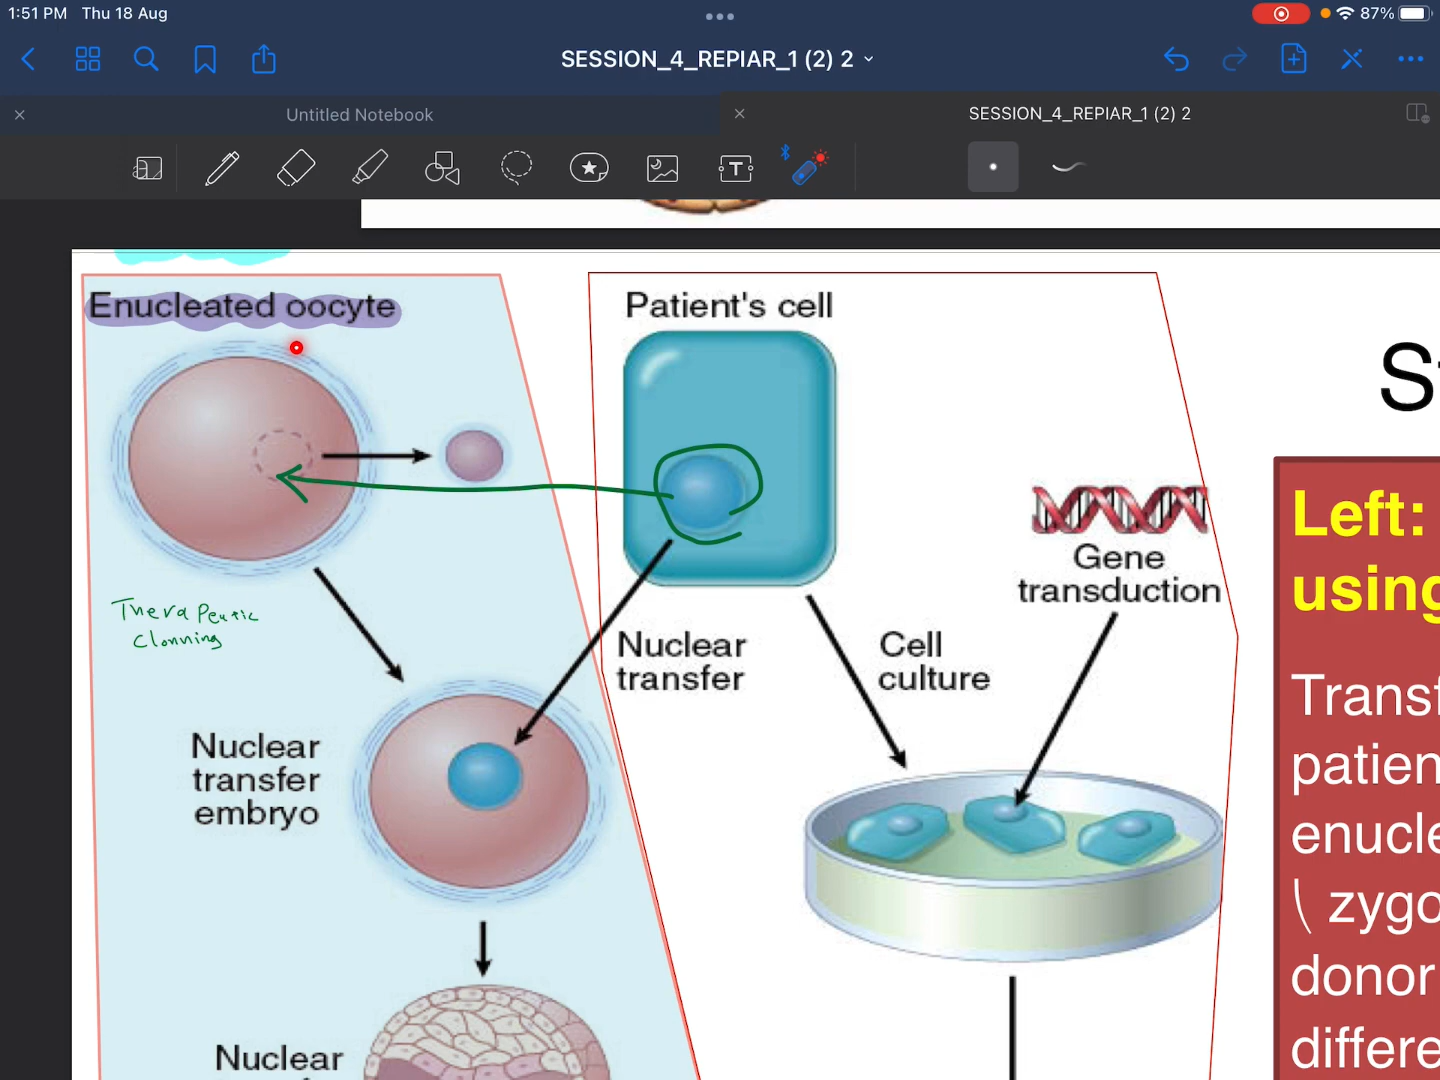 1:51 PM Thu 18 Aug
87%
SESSION_4_REPIAR_1 (2) 2
Untitled Notebook
SESSION_4_REPIAR_1 (2) 2
T
Enucleated oocyte
Patient's cell
Gene
transduction
Therapeutic
Clonning
Nuclear
transfer
Cell
culture
Nuclear
transfer
embryo
Nuclear
Left:
using
Transf
patien
enucle
( zygo
donor
differe